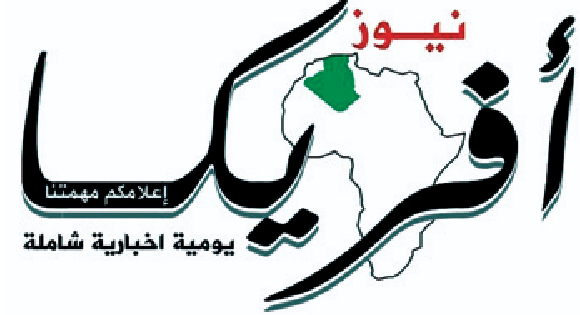 نيوز
أفريكا
إعلامكم مهمتنا
يومية اخبارية شاملة